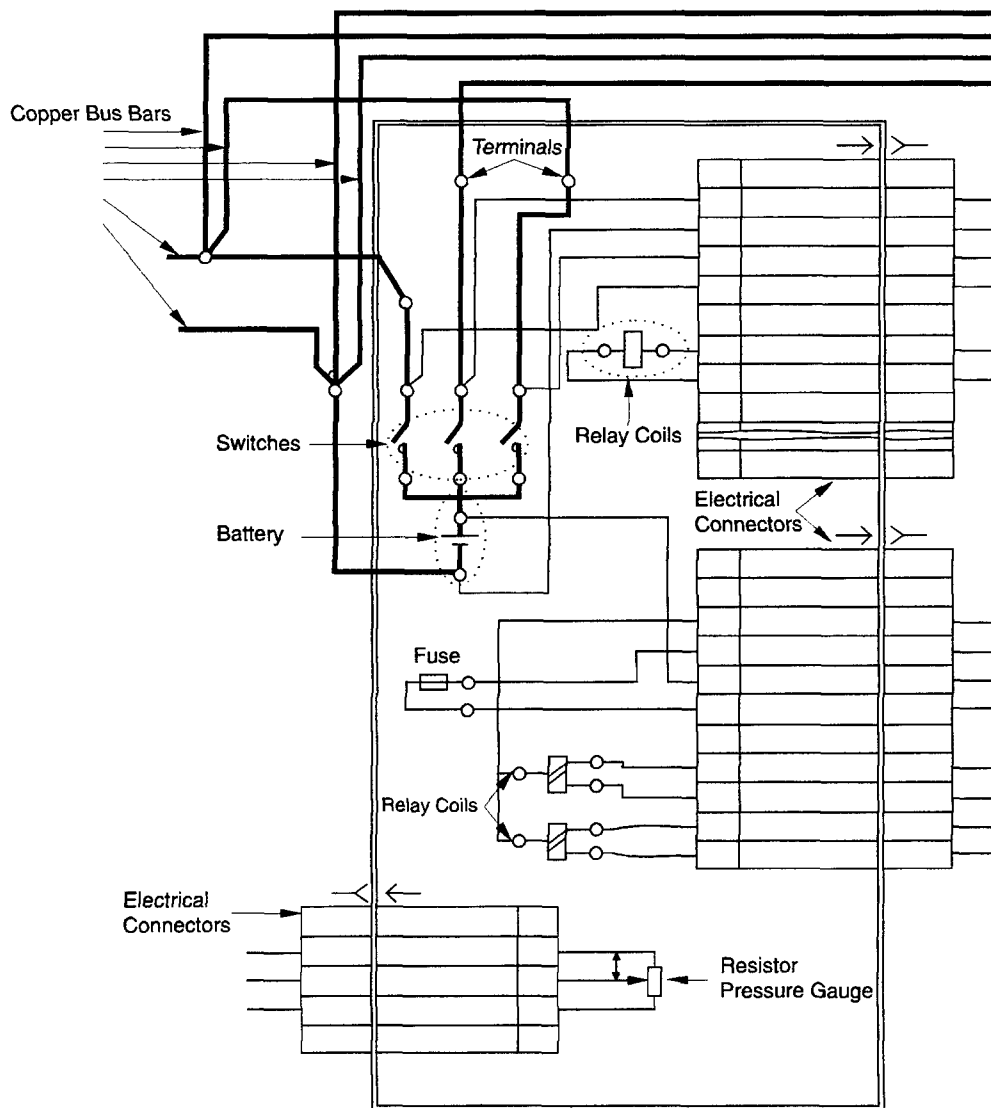 Copper Bus Bars
Terminals
Switches
Relay Coils
Electrical
Connectors
Battery
Fuse
Relay Coils
Electrical
Connectors
Resistor
Pressure Gauge